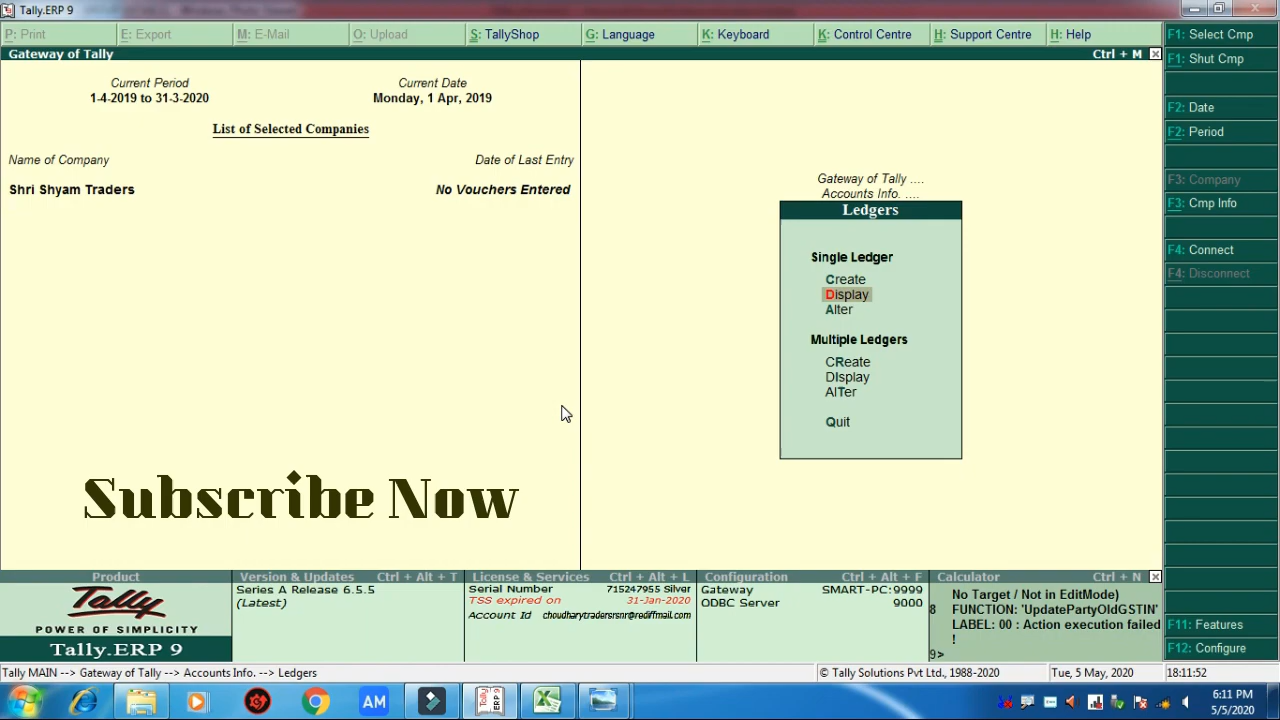 Tally.ERP 9
P: Print
E: Export
M: E-Mail
O: Upload
S: TallyShop
G: Language
K: Keyboard
K: Control Centre
H: Support Centre
H: Help
F1: Select Cmp
Gateway of Tally
Ctrl + M
F1: Shut Cmp
Current Period
1-4-2019 to 31-3-2020
Current Date
Monday, 1 Apr, 2019
List of Selected Companies
Name of Company
Date of Last Entry
Shri Shyam Traders
No Vouchers Entered
Gateway of Tally ....
Accounts Info. ....
Ledgers
Single Ledger
Create
Display
Alter
Multiple Ledgers
CReate
DIsplay
AlTer
Quit
F2: Date
F2: Period
F3: Company
F3: Cmp Info
F4: Connect
F4: Disconnect
F11: Features
F12: Configure
Subscribe Now
Product
Tally
POWER OF SIMPLICITY
Tally.ERP 9
Version & Updates Ctrl + Alt + T
Series A Release 6.5.5
(Latest)
License & Services Ctrl + Alt + L
Serial Number 715247955 Silver
TSS expired on 31-Jan-2020
Account Id choudharytradersrsnr@rediffmail.com
Configuration Ctrl + Alt + F
Gateway SMART-PC:9999
ODBC Server 9000
Calculator Ctrl + N
No Target / Not in EditMode)
8 FUNCTION: 'UpdatePartyOldGSTIN'
LABEL: 00 : Action execution failed
!
9>
Tally MAIN --> Gateway of Tally --> Accounts Info. --> Ledgers
© Tally Solutions Pvt Ltd., 1988-2020
Tue, 5 May, 2020
18:11:52
AM
Tally ERP 9
6:11 PM
5/5/2020